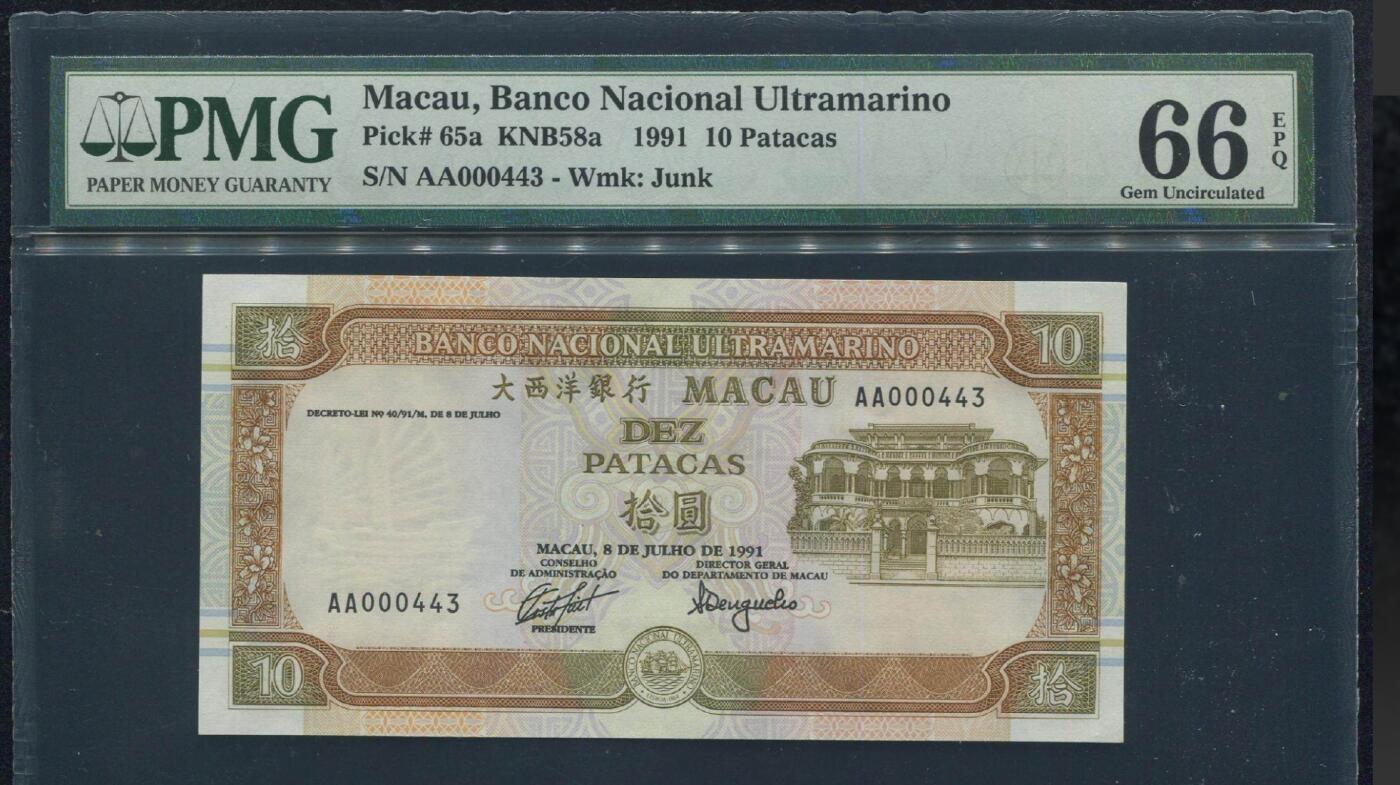 PMG
PAPER MONEY GUARANTY
Macau, Banco Nacional Ultramarino
Pick# 65a KNB58a 1991 10 Patacas
S/N AA000443 - Wmk: Junk
66
EPQ
Gem Uncirculated
拾
BANCO NACIONAL ULTRAMARINO
10
大西洋銀行 MACAU AA000443
DECRETO-LEI Nº 40/91/M, DE 8 DE JULHO
DEZ
PATACAS
拾圓
MACAU, 8 DE JULHO DE 1991
CONSELHO
DE ADMINISTRAÇÃO
DIRECTOR GERAL
DO DEPARTAMENTO DE MACAU
AA000443
PRESIDENTE
10
BANCO NACIONAL ULTRAMARINO
拾